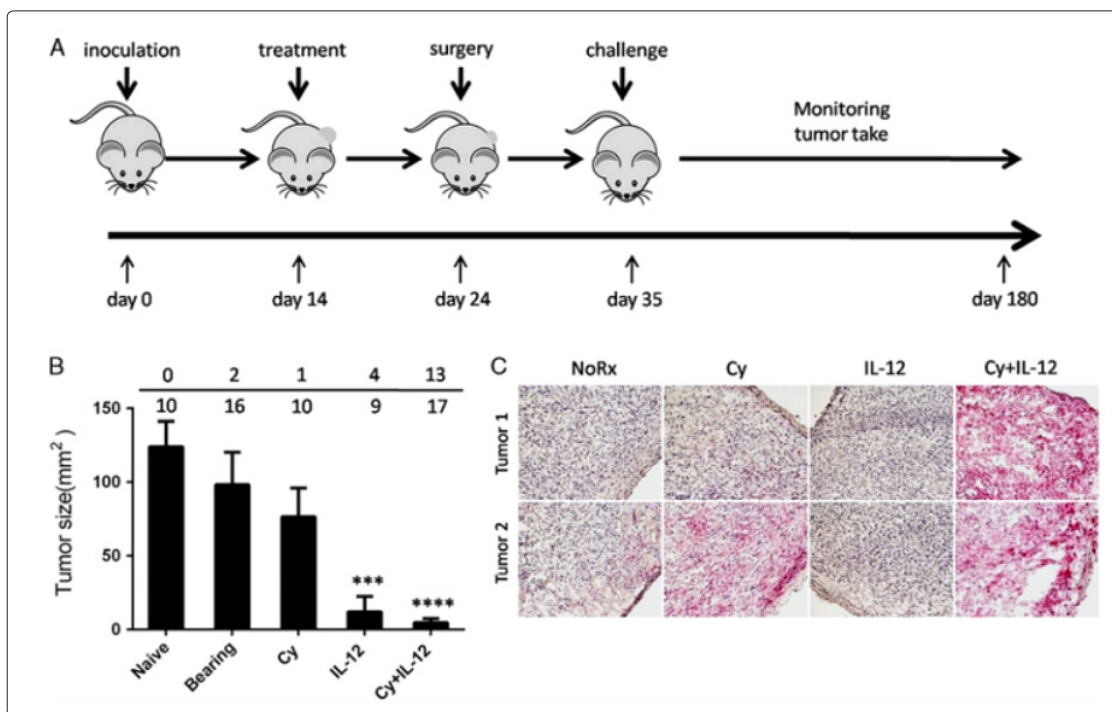 A
inoculation treatment surgery challenge
Monitoring
tumor take
day 0 day 14 day 24 day 35 day 180
B
0 2 1 4 13
10 16 10 9 17
Tumor size(mm²)
150
100
50
0
*** ****
Naive Bearing Cy IL-12 Cy+IL-12
C
NoRx Cy IL-12 Cy+IL-12
Tumor 1
Tumor 2